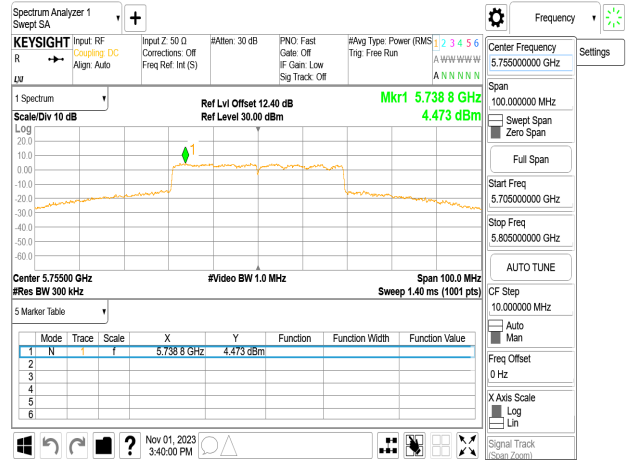 Spectrum Analyzer 1
Swept SA
KEYSIGHT
R
LXI
Input: RF
Coupling: DC
Align: Auto
Input Z: 50 Ω
Corrections: Off
Freq Ref: Int (S)
#Atten: 30 dB
PNO: Fast
Gate: Off
IF Gain: Low
Sig Track: Off
#Avg Type: Power (RMS
Trig: Free Run
1 2 3 4 5 6
A W W W W W
A N N N N N
1 Spectrum
Scale/Div 10 dB
Ref Lvl Offset 12.40 dB
Ref Level 30.00 dBm
Mkr1 5.738 8 GHz
4.473 dBm
Log
20.0
10.0
0.00
-10.0
-20.0
-30.0
-40.0
-50.0
-60.0
1
Center 5.75500 GHz
#Res BW 300 kHz
#Video BW 1.0 MHz
Span 100.0 MHz
Sweep 1.40 ms (1001 pts)
5 Marker Table
Mode Trace Scale X Y Function Function Width Function Value
1 N 1 f 5.738 8 GHz 4.473 dBm
2
3
4
5
6
Nov 01, 2023
3:40:00 PM
?
Frequency
Settings
Center Frequency
5.755000000 GHz
Span
100.000000 MHz
Swept Span
Zero Span
Full Span
Start Freq
5.705000000 GHz
Stop Freq
5.805000000 GHz
AUTO TUNE
CF Step
10.000000 MHz
Auto
Man
Freq Offset
0 Hz
X Axis Scale
Log
Lin
Signal Track
(Span Zoom)